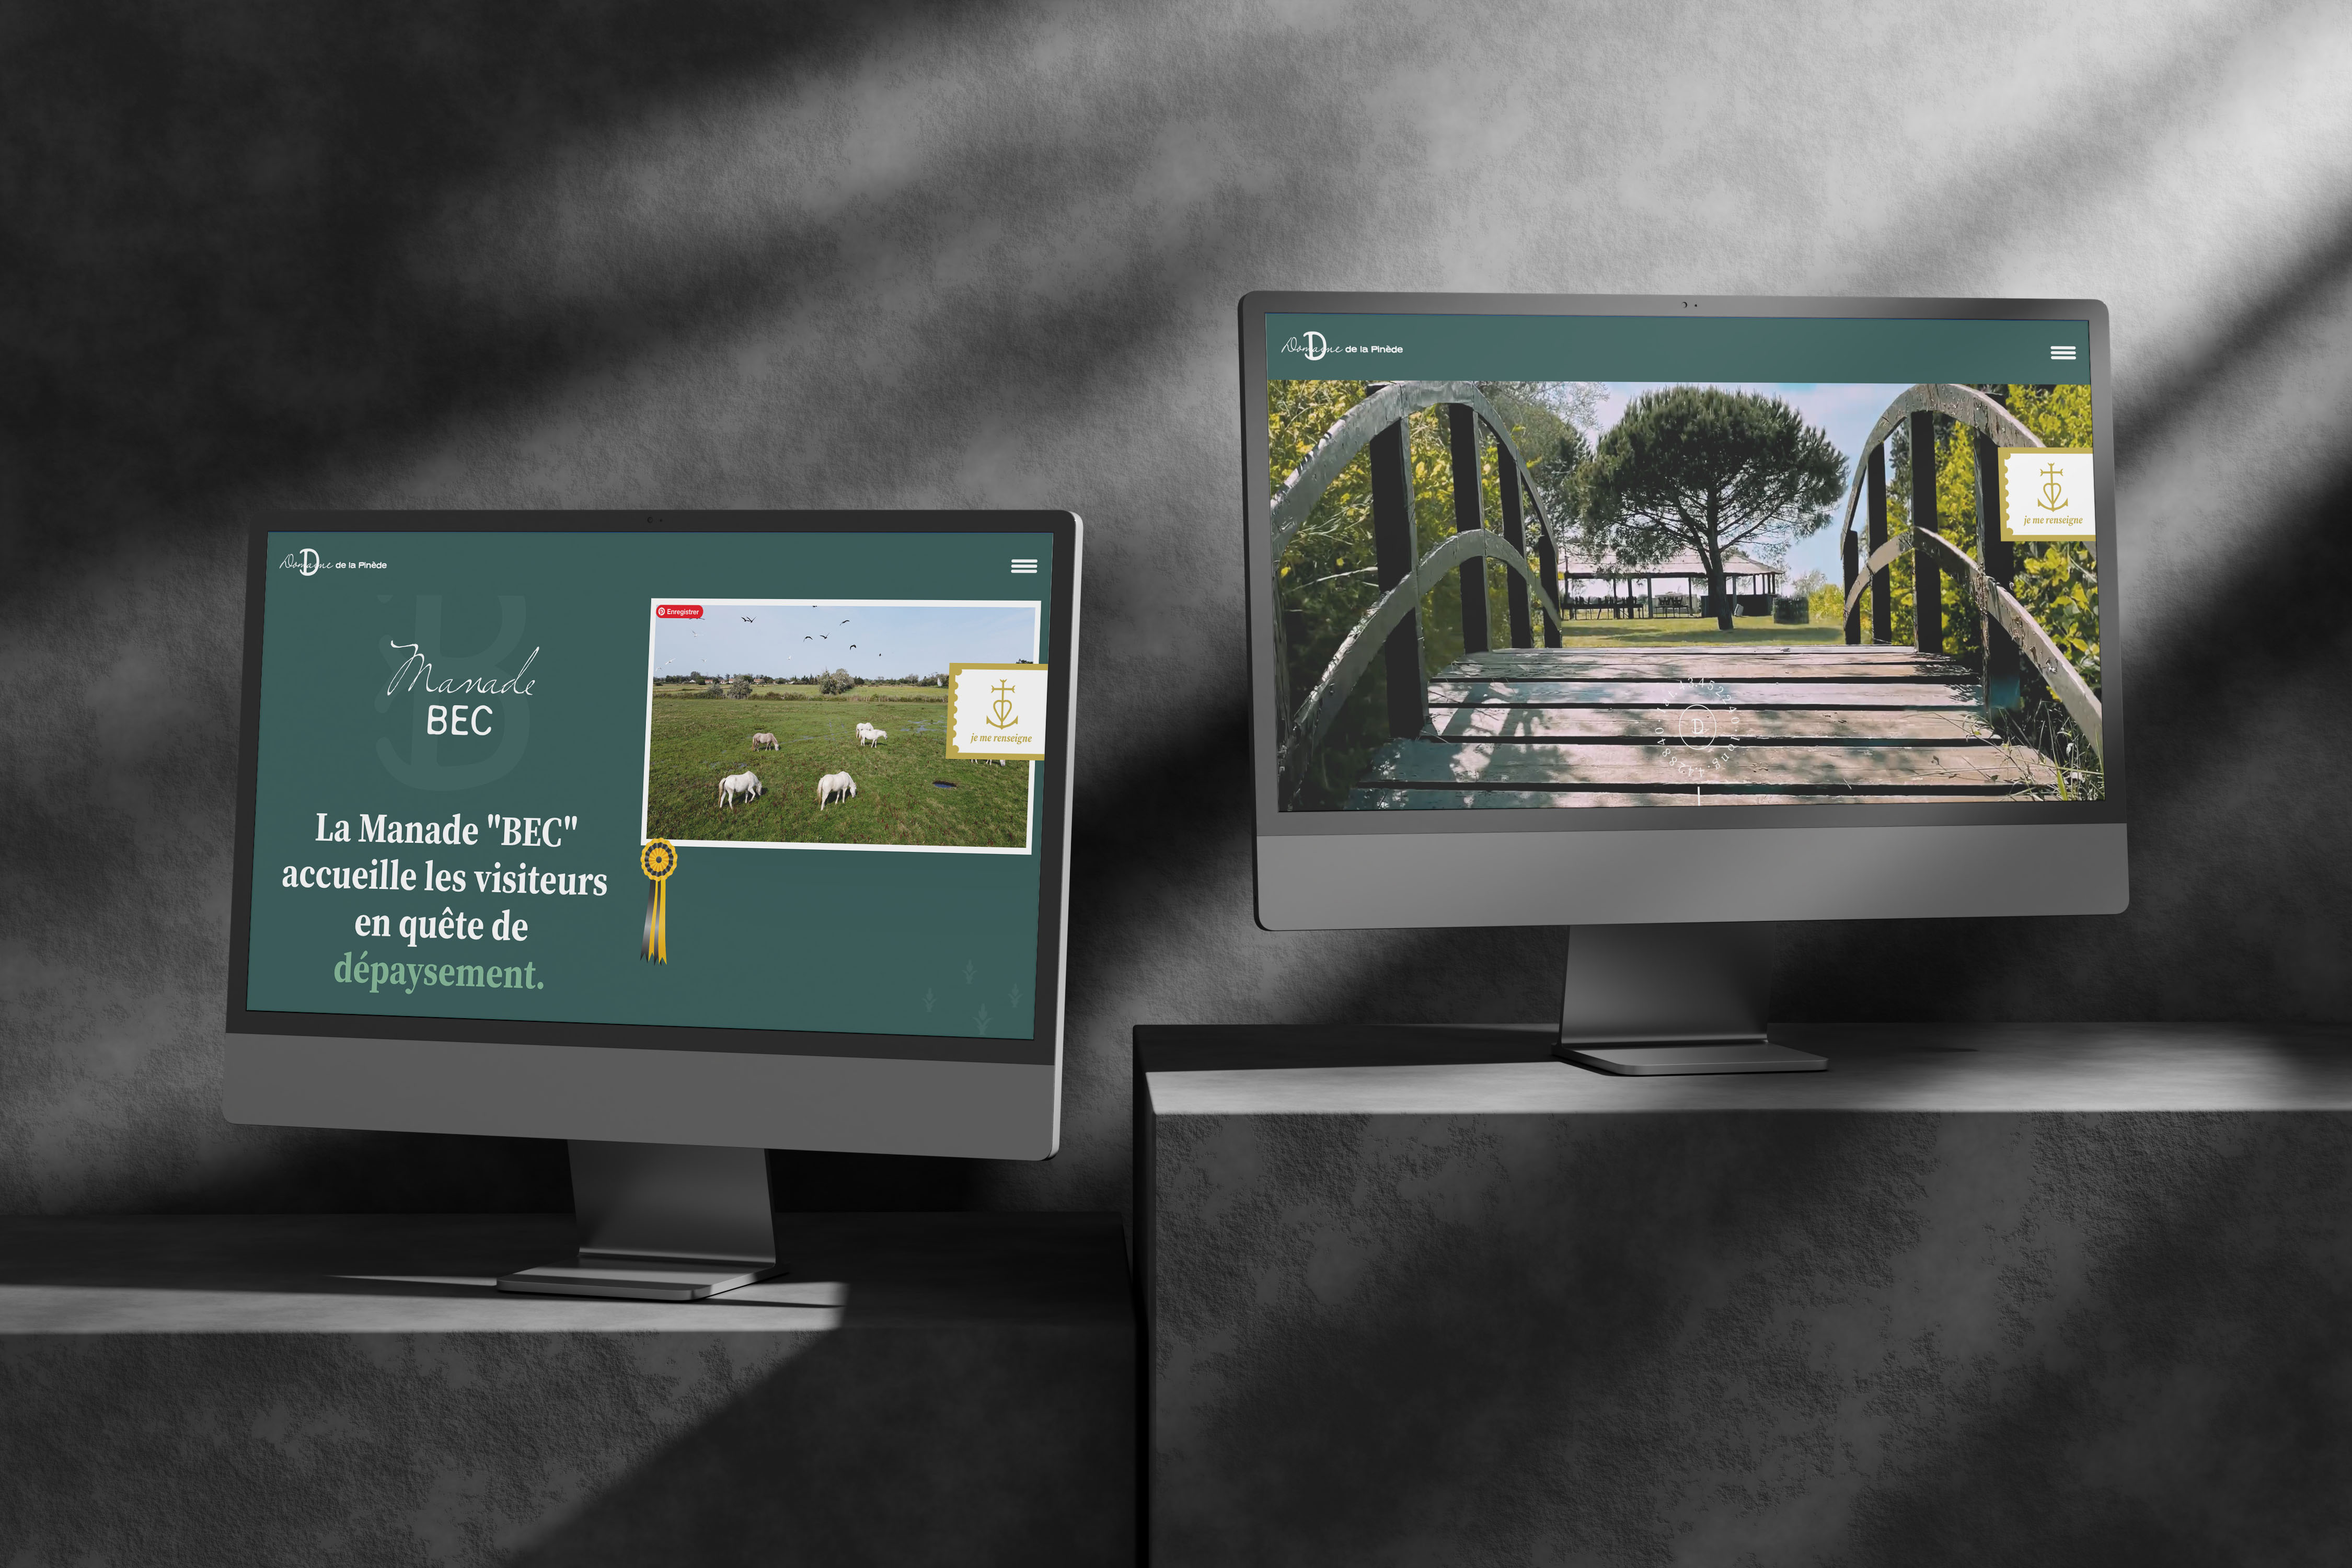 Domaine de la Pinède
Enregistrer
Manade
BEC
je me renseigne
La Manade "BEC"
accueille les visiteurs
en quête de
dépaysement.
Domaine de la Pinède
je me renseigne
D